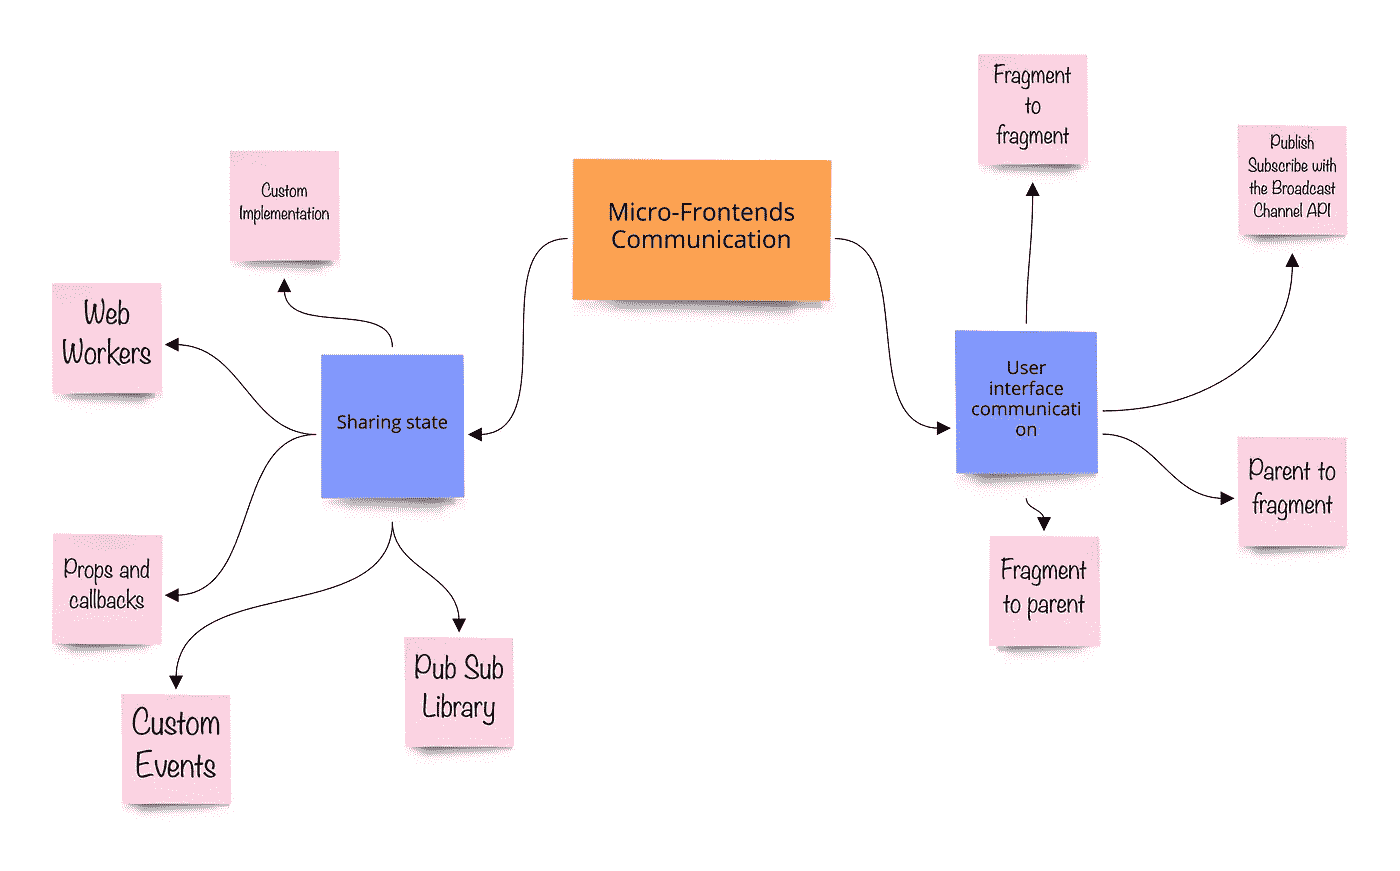 Micro-Frontends
Communication
Sharing state
Custom
Implementation
Web
Workers
Props and
callbacks
Custom
Events
Pub Sub
Library
User
interface
communicati
on
Fragment
to
fragment
Publish
Subscribe with
the Broadcast
Channel API
Parent to
fragment
Fragment
to parent